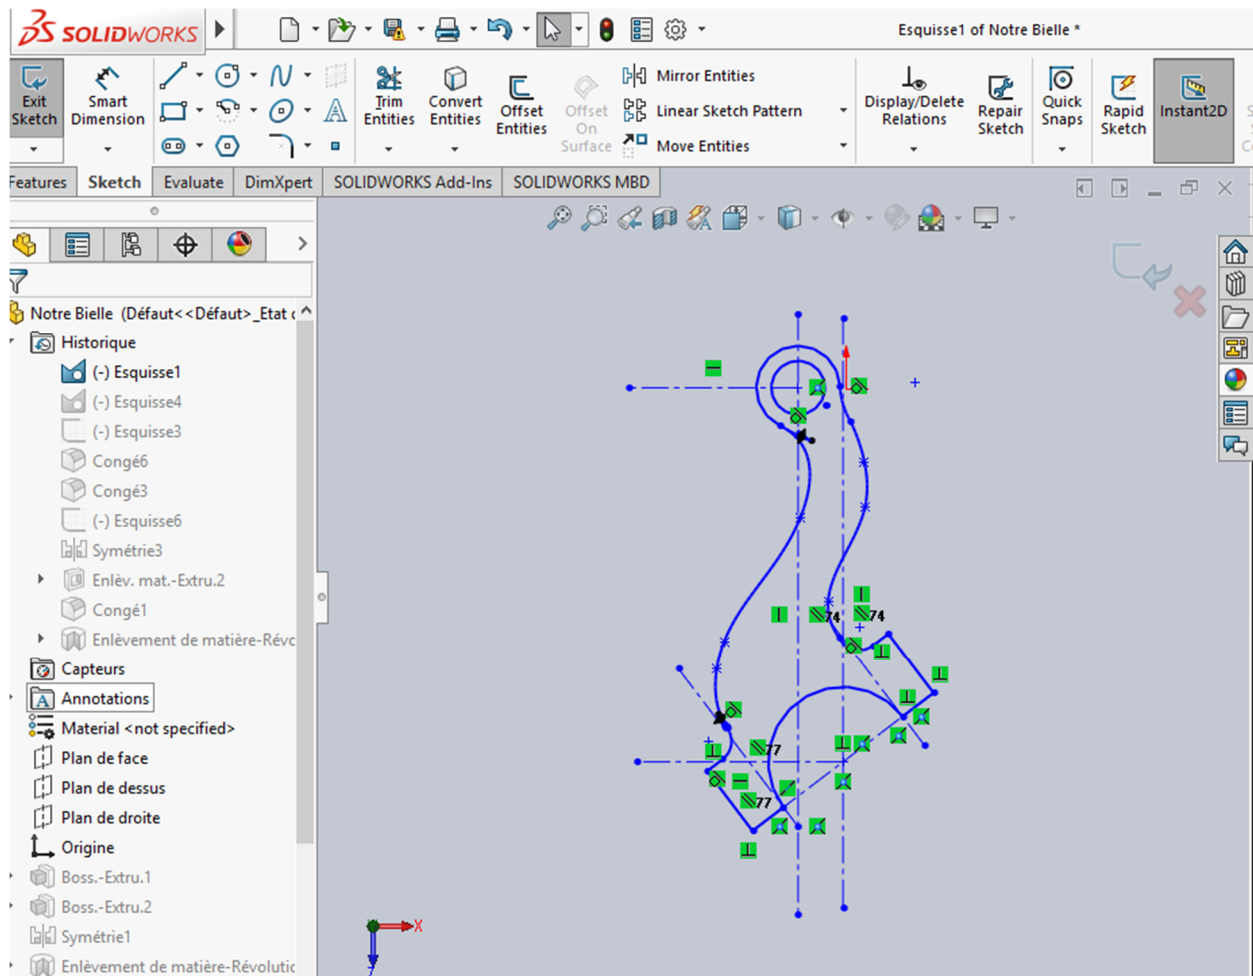 SOLIDWORKS
Esquisse1 of Notre Bielle *
Exit Sketch
Smart Dimension
Trim Entities
Convert Entities
Offset Entities
Offset On Surface
Mirror Entities
Linear Sketch Pattern
Move Entities
Display/Delete Relations
Repair Sketch
Quick Snaps
Rapid Sketch
Instant2D
Features
Sketch
Evaluate
DimXpert
SOLIDWORKS Add-Ins
SOLIDWORKS MBD
Notre Bielle (Défaut<<Défaut>_Etat
Historique
(-) Esquisse1
(-) Esquisse4
(-) Esquisse3
Congé6
Congé3
(-) Esquisse6
Symétrie3
Enlèv. mat.-Extru.2
Congé1
Enlèvement de matière-Révo
Capteurs
Annotations
Material <not specified>
Plan de face
Plan de dessus
Plan de droite
Origine
Boss.-Extru.1
Boss.-Extru.2
Symétrie1
Enlèvement de matière-Révolutic
74
74
77
77
X